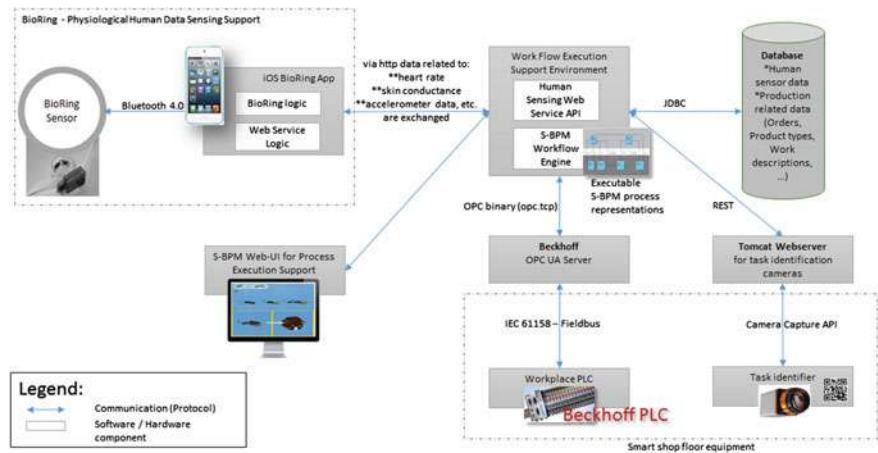 BioRing - Physiological Human Data Sensing Support
BioRing
Sensor
Bluetooth 4.0
iOS BioRing App
BioRing logic
Web Service
Logic
via http data related to:
**heart rate
**skin conductance
**accelerometer data, etc.
are exchanged
Work Flow Execution
Support Environment
Human
Sensing Web
Service API
S-BPM
Workflow
Engine
Executable
S-BPM process
representations
JDBC
Database
*Human
sensor data
*Production
related data
(Orders,
Product types,
Work
descriptions,
...)
OPC binary (opc.tcp)
REST
S-BPM Web-UI for Process
Execution Support
Beckhoff
OPC UA Server
Tomcat Webserver
for task identification
cameras
IEC 61158 – Fieldbus
Camera Capture API
Workplace PLC
Beckhoff PLC
Task identifier
Smart shop floor equipment
Legend:
Communication (Protocol)
Software / Hardware
component